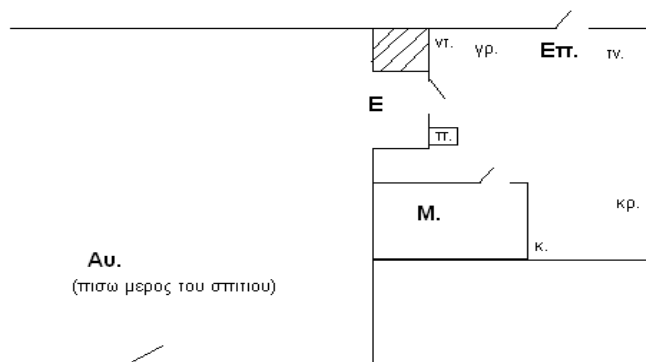 ντ. γρ. Επ. τν.
Ε
π.
Μ. κρ.
κ.
Αυ.
(πισω μερος του σπιτιου)